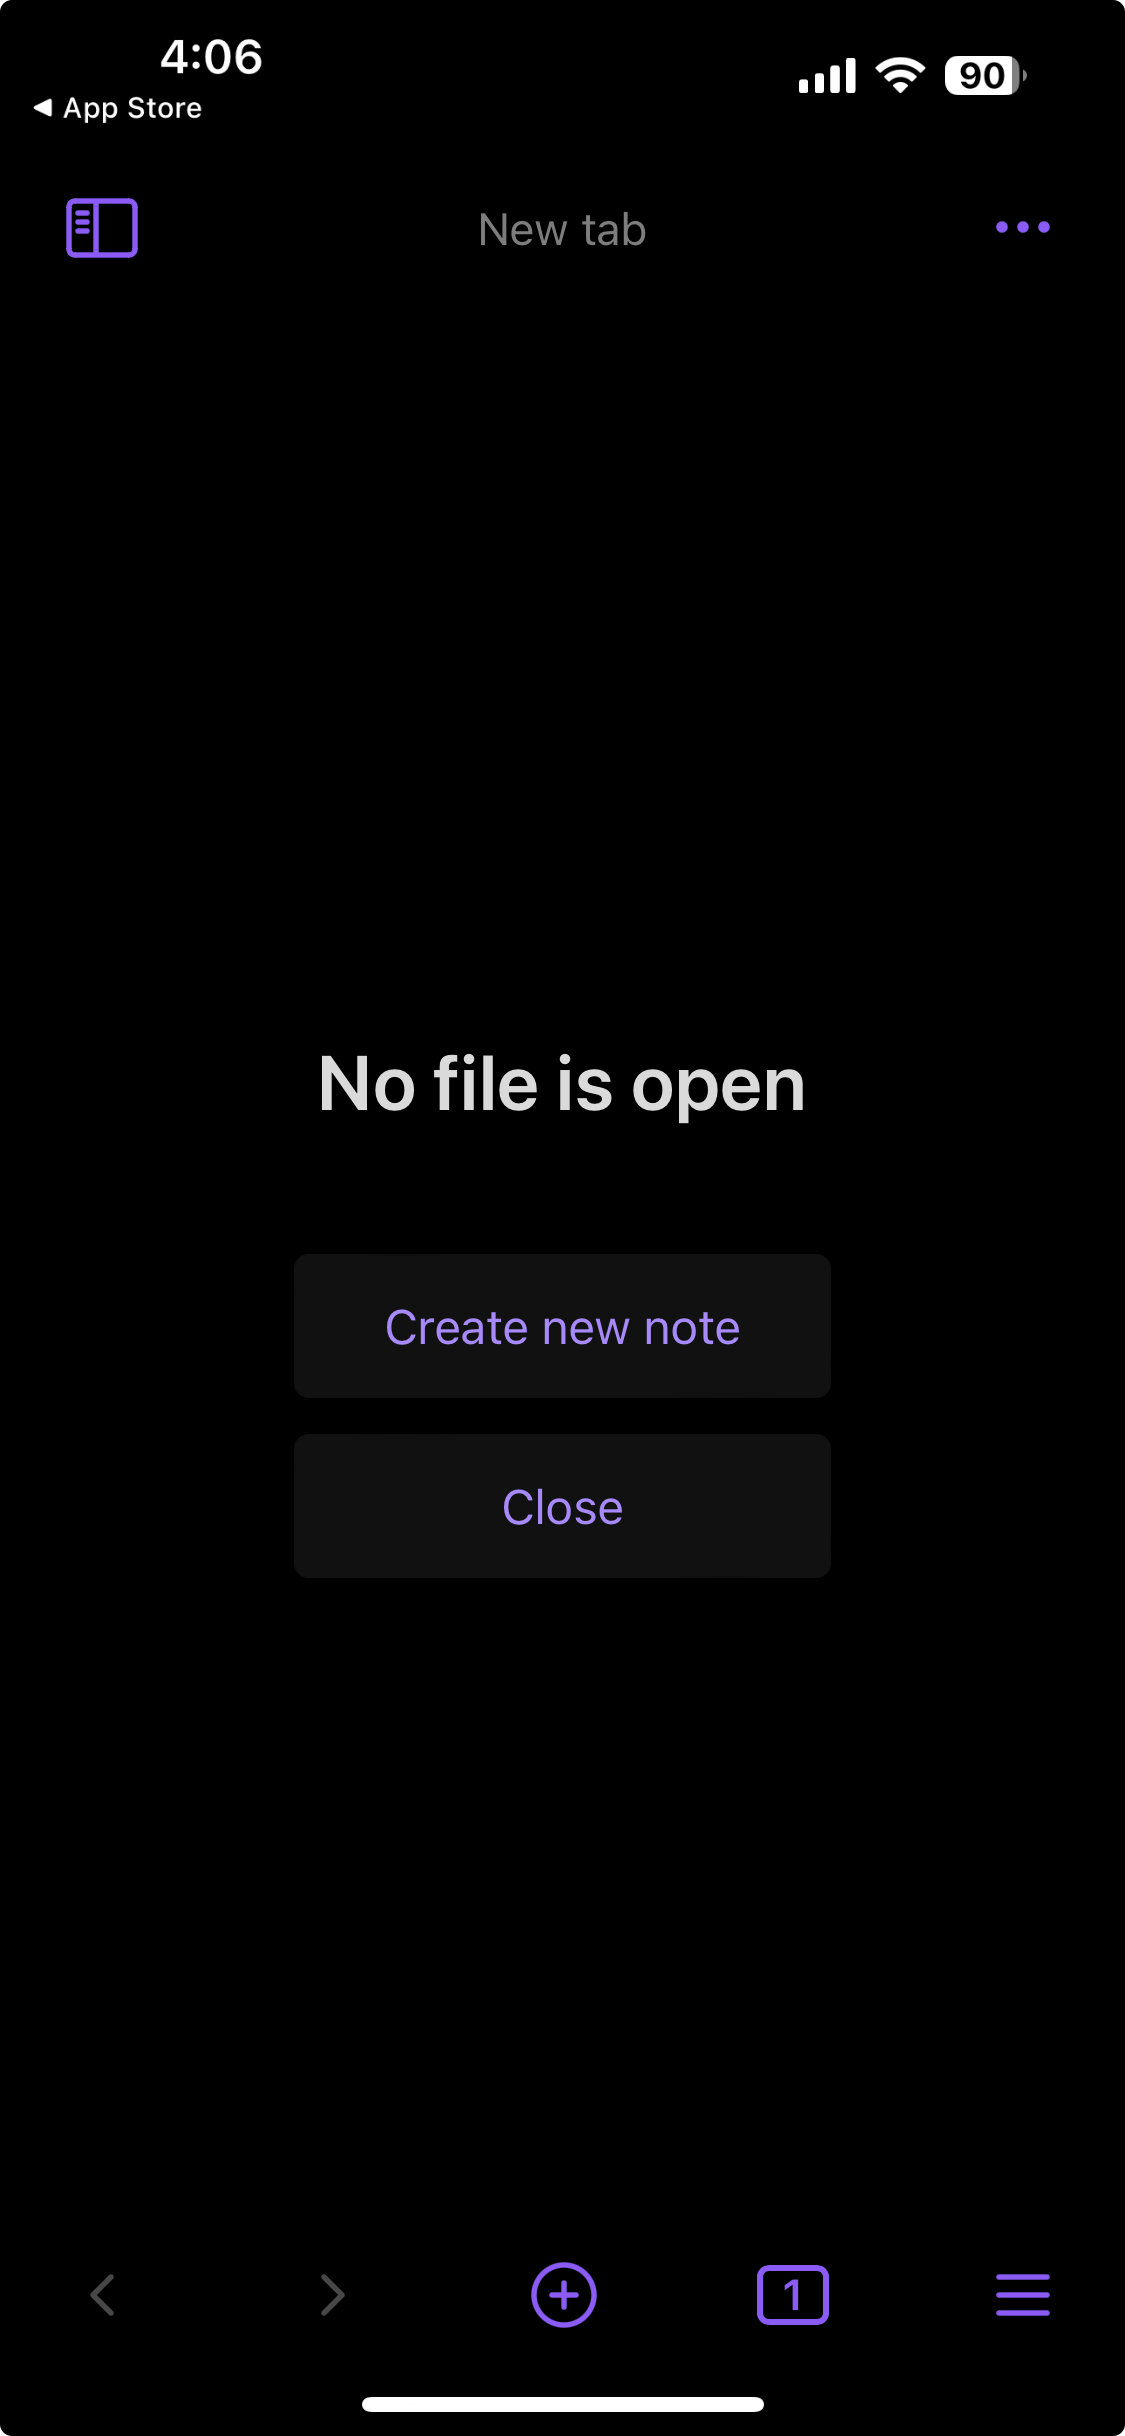 4:06
90
App Store
New tab
No file is open
Create new note
Close
1